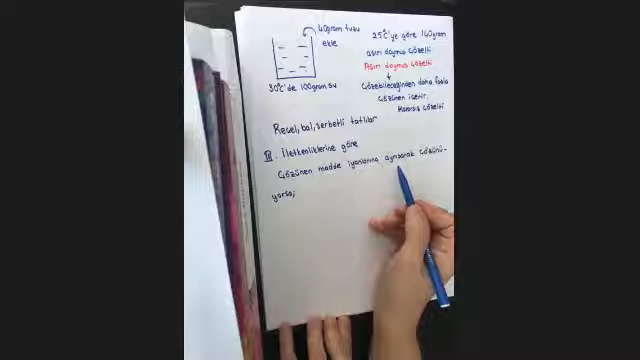 40gram tuzu
ekle
30°C'de 100gram su
25°C'ye göre 140gram
aşırı doymuş çözelti
Aşırı doymuş çözelti
Çözebileceğinden daha fazla
çözünen içerir.
Kararsız çözelti
Reçel, bal, şerbetli tatlılar
III. İletkenliklerine göre
Çözünen madde iyonlarına ayrışarak çözünü-
yorsa;